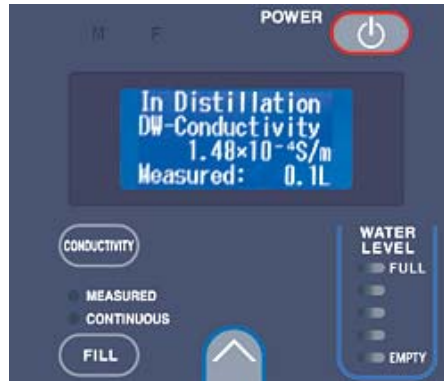 POWER
M F
In Distillation
DW-Conductivity
1.48×10⁻⁴S/m
Measured: 0.1L
CONDUCTIVITY
WATER
LEVEL
FULL
MEASURED
CONTINUOUS
FILL
EMPTY